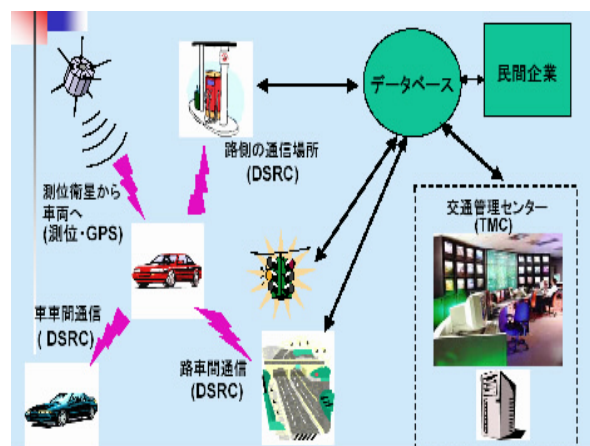 データベース
民間企業
路側の通信場所
(DSRC)
測位衛星から
車両へ
(測位・GPS)
交通管理センター
(TMC)
車車間通信
( DSRC)
路車間通信
(DSRC)